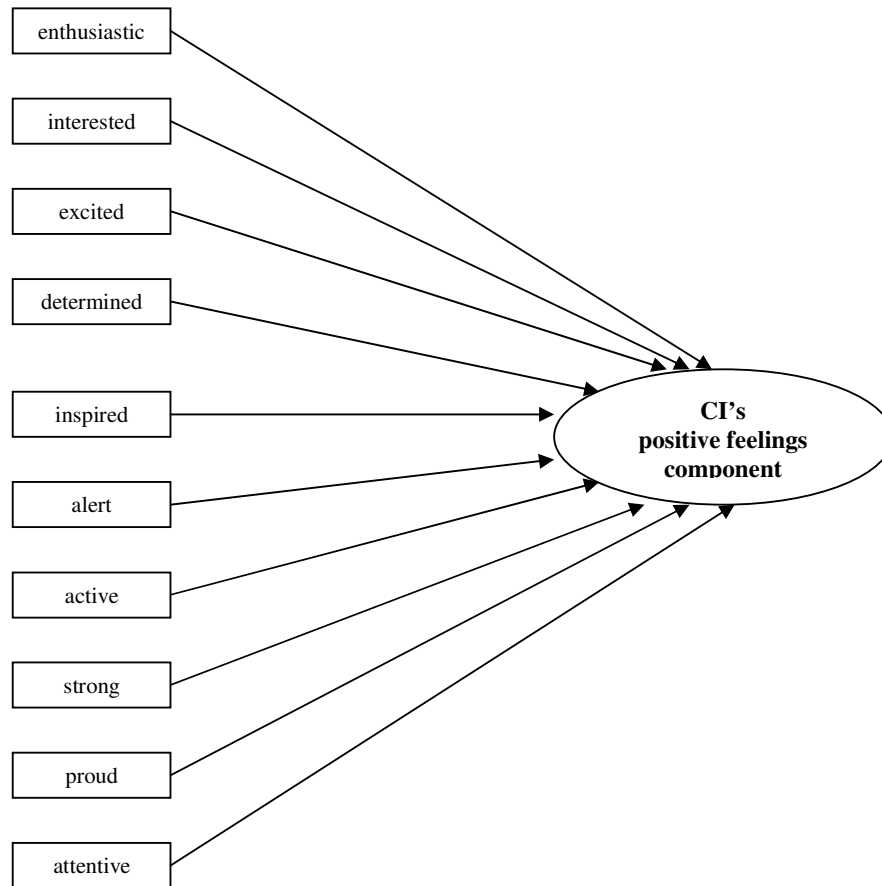 enthusiastic
interested
excited
determined
inspired
alert
active
strong
proud
attentive
CI's
positive feelings
component